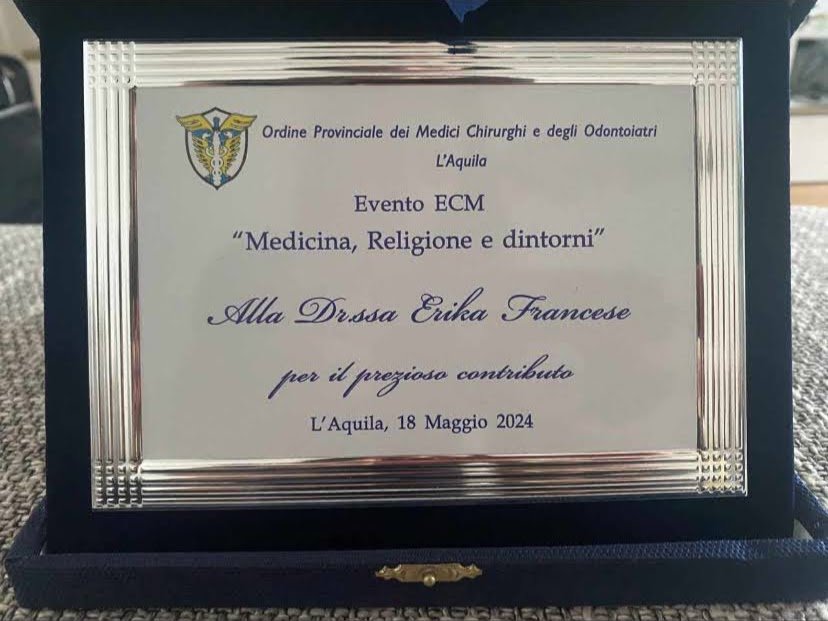 Ordine Provinciale dei Medici Chirurghi e degli Odontoiatri
L'Aquila
Evento ECM
“Medicina, Religione e dintorni”
Alla Dr.ssa Erika Francese
per il prezioso contributo
L'Aquila, 18 Maggio 2024